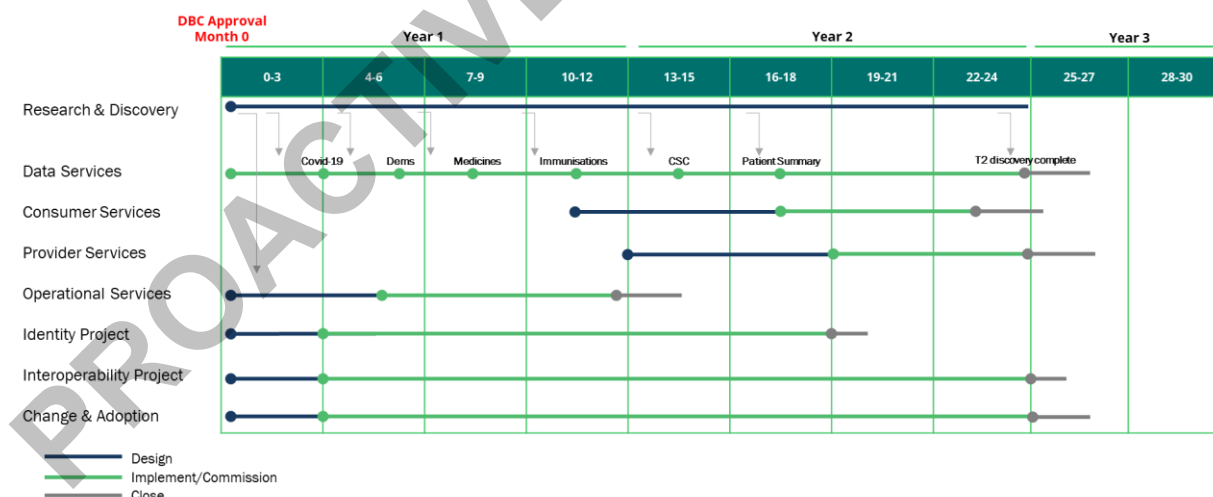 DBC Approval
Month 0
Year 1
Year 2
Year 3
0-3
4-6
7-9
10-12
13-15
16-18
19-21
22-24
25-27
28-30
Research & Discovery
Covid-19
Dems
Medicines
Immunisations
CSC
Patient Summary
T2 discovery complete
Data Services
Consumer Services
Provider Services
Operational Services
Identity Project
Interoperability Project
Change & Adoption
Design
Implement/Commission
Close
PROACTIVE